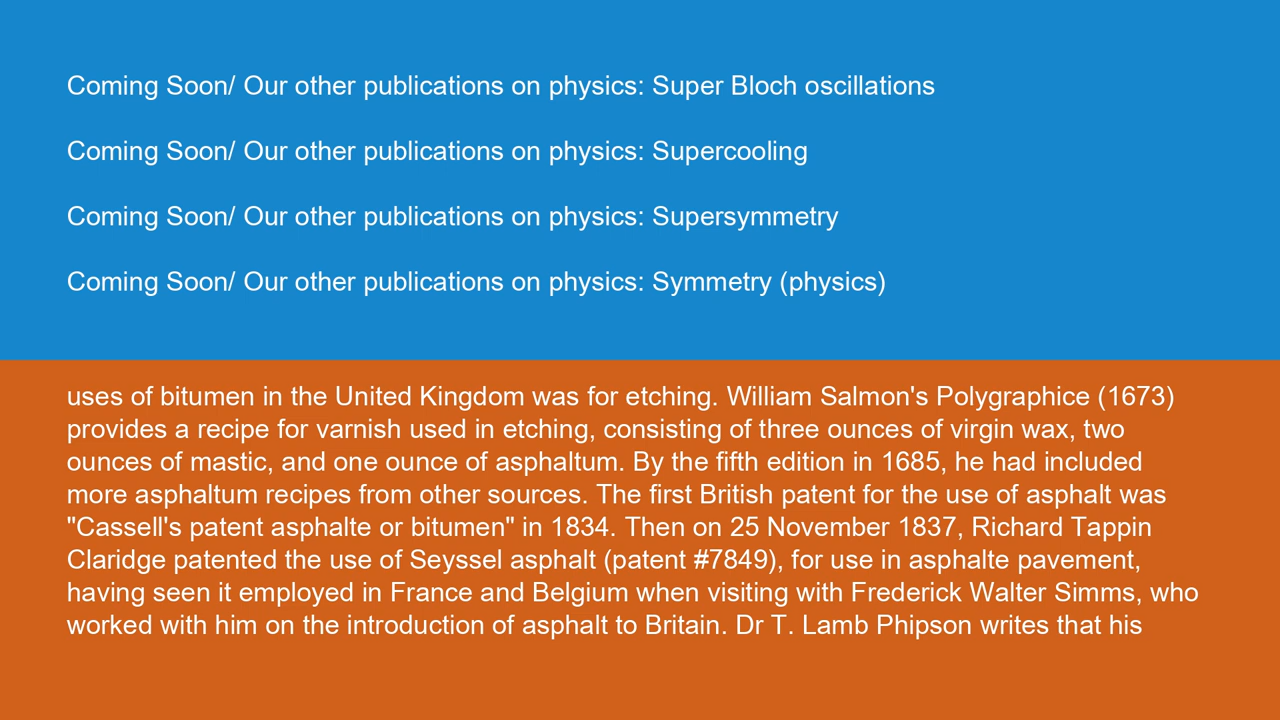 Coming Soon/ Our other publications on physics: Super Bloch oscillations
Coming Soon/ Our other publications on physics: Supercooling
Coming Soon/ Our other publications on physics: Supersymmetry
Coming Soon/ Our other publications on physics: Symmetry (physics)
uses of bitumen in the United Kingdom was for etching. William Salmon's Polygraphice (1673)
provides a recipe for varnish used in etching, consisting of three ounces of virgin wax, two
ounces of mastic, and one ounce of asphaltum. By the fifth edition in 1685, he had included
more asphaltum recipes from other sources. The first British patent for the use of asphalt was
"Cassell's patent asphalte or bitumen" in 1834. Then on 25 November 1837, Richard Tappin
Claridge patented the use of Seyssel asphalt (patent #7849), for use in asphalte pavement,
having seen it employed in France and Belgium when visiting with Frederick Walter Simms, who
worked with him on the introduction of asphalt to Britain. Dr T. Lamb Phipson writes that his